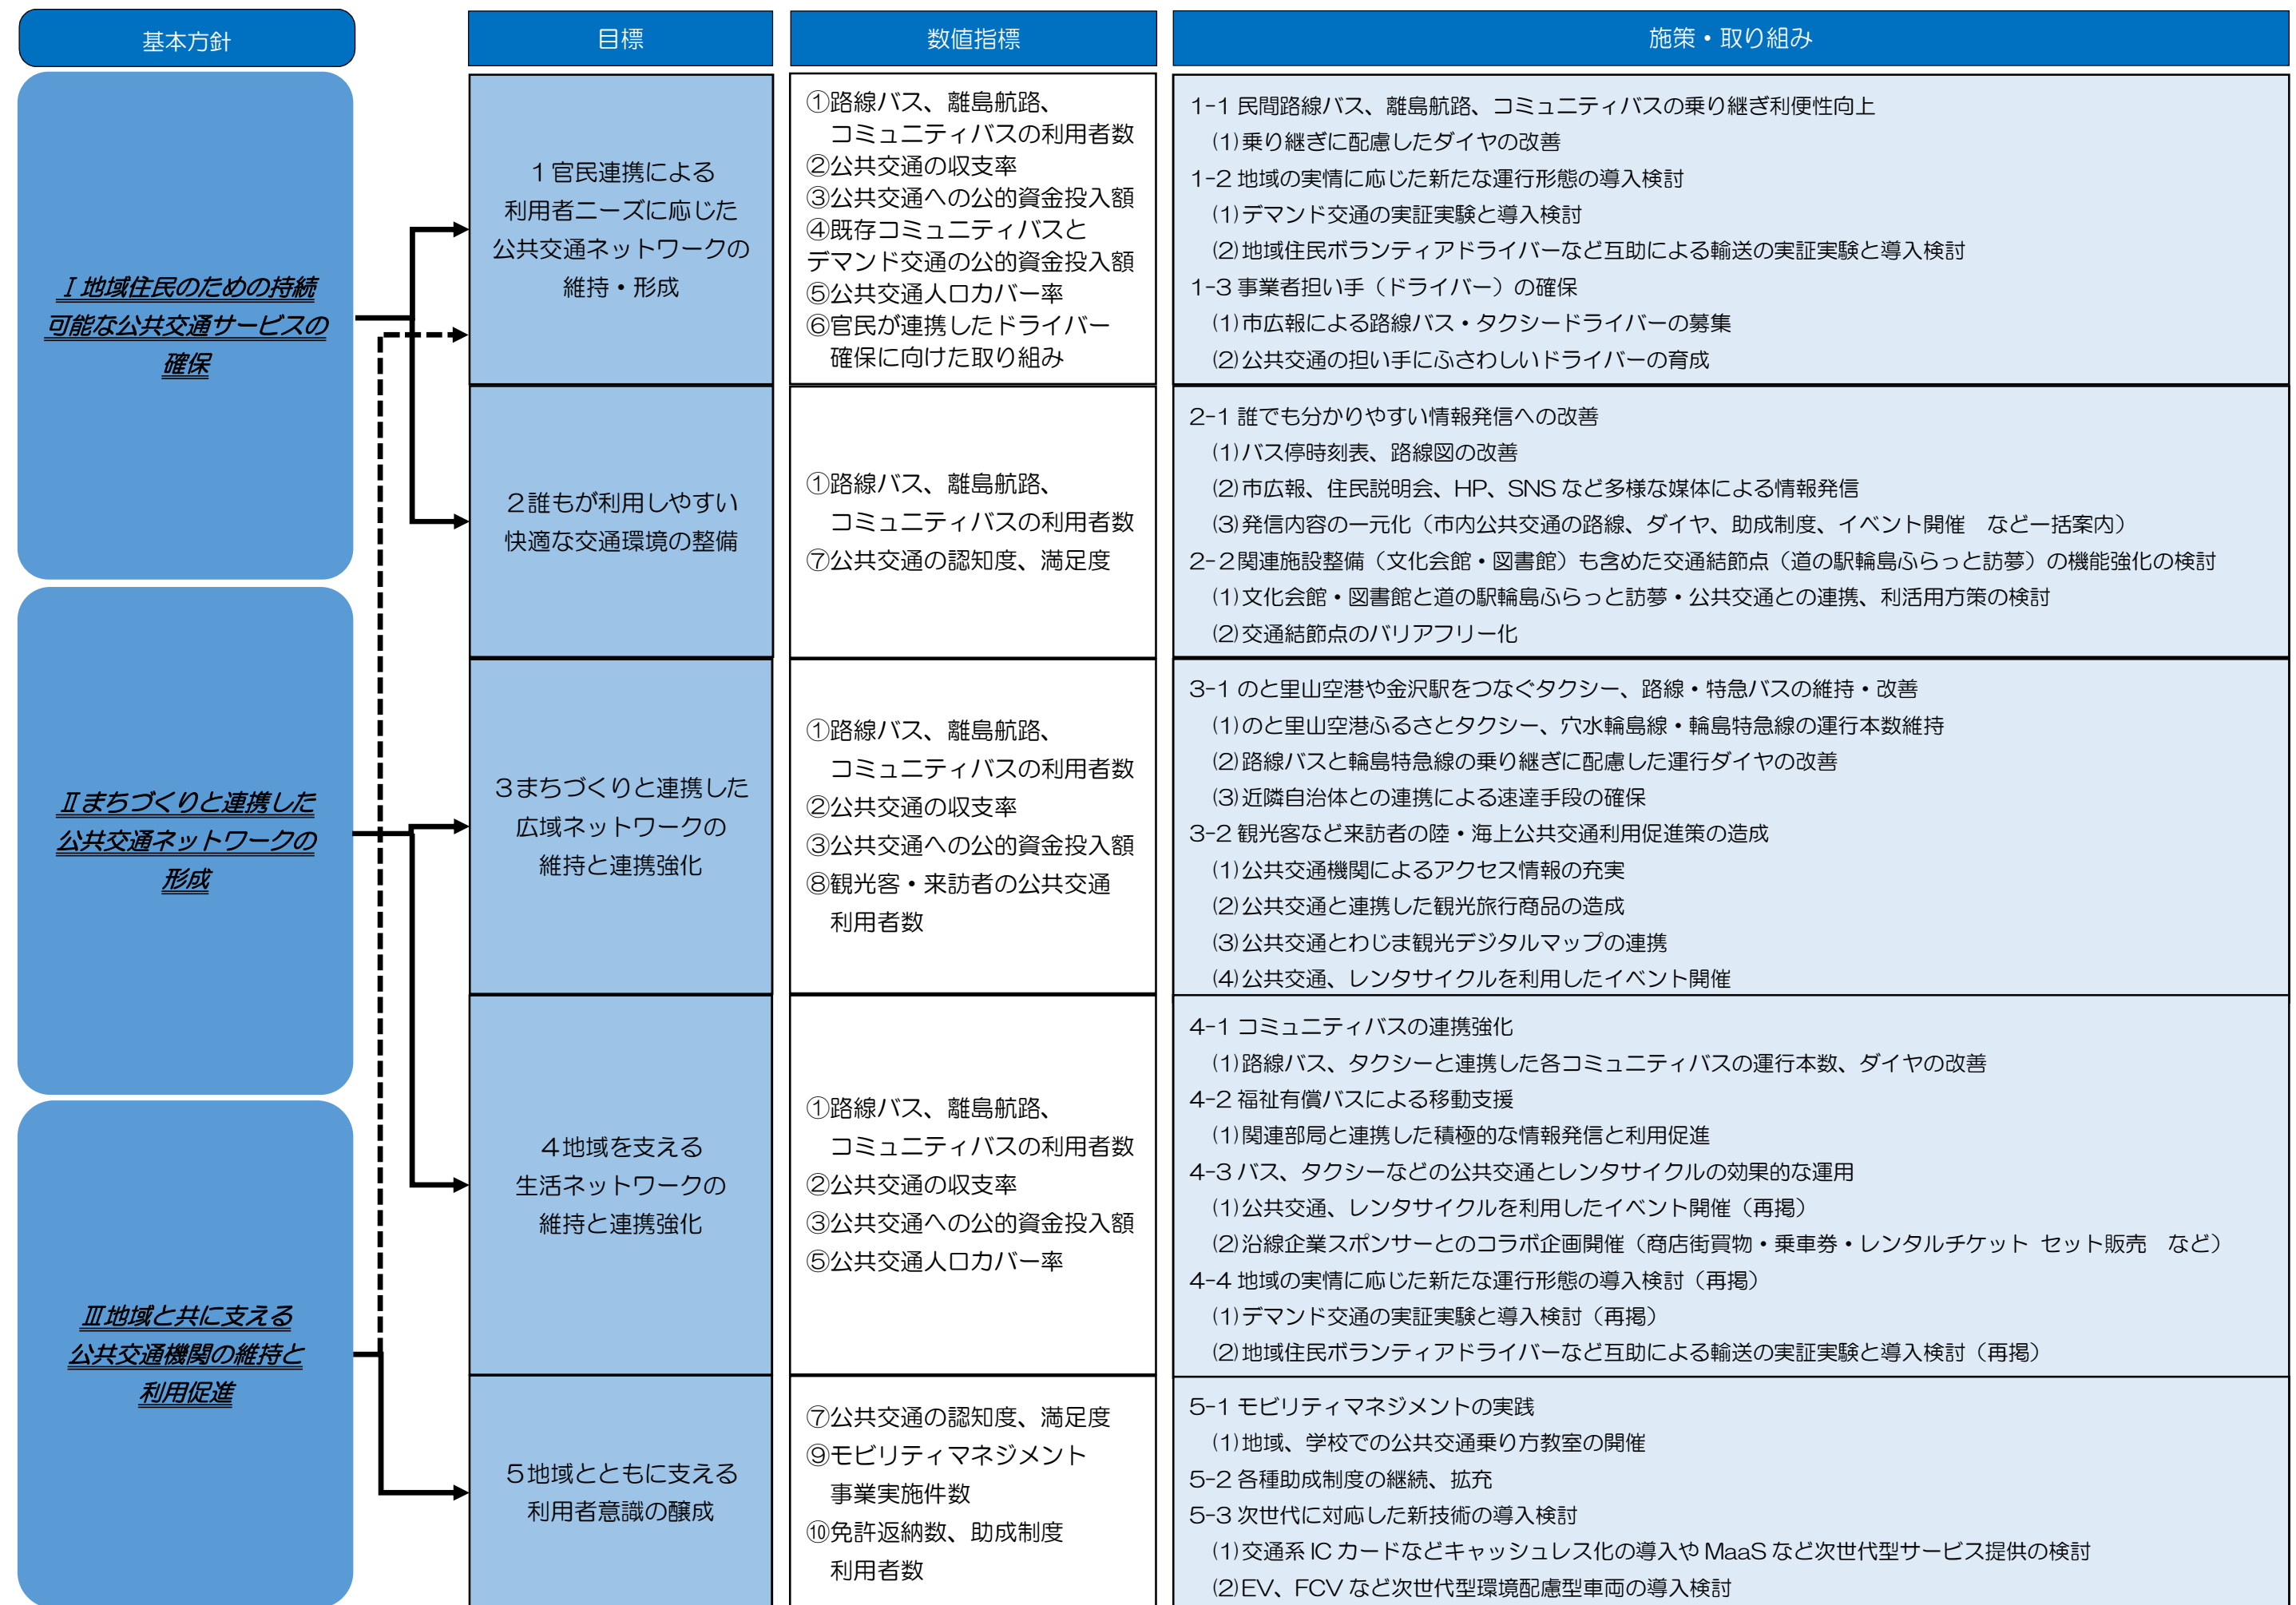 基本方針
目標
数値指標
施策・取り組み
Ⅰ地域住民のための持続
可能な公共交通サービスの
確保
Ⅱまちづくりと連携した
公共交通ネットワークの
形成
Ⅲ地域と共に支える
公共交通機関の維持と
利用促進
1官民連携による
利用者ニーズに応じた
公共交通ネットワークの
維持・形成
①路線バス、離島航路、
コミュニティバスの利用者数
②公共交通の収支率
③公共交通への公的資金投入額
④既存コミュニティバスと
デマンド交通の公的資金投入額
⑤公共交通人口カバー率
⑥官民が連携したドライバー
確保に向けた取り組み
1-1 民間路線バス、離島航路、コミュニティバスの乗り継ぎ利便性向上
(1)乗り継ぎに配慮したダイヤの改善
1-2 地域の実情に応じた新たな運行形態の導入検討
(1)デマンド交通の実証実験と導入検討
(2)地域住民ボランティアドライバーなど互助による輸送の実証実験と導入検討
1-3 事業者担い手（ドライバー）の確保
(1)市広報による路線バス・タクシードライバーの募集
(2)公共交通の担い手にふさわしいドライバーの育成
2誰もが利用しやすい
快適な交通環境の整備
①路線バス、離島航路、
コミュニティバスの利用者数
⑦公共交通の認知度、満足度
2-1 誰でも分かりやすい情報発信への改善
(1)バス停時刻表、路線図の改善
(2)市広報、住民説明会、HP、SNS など多様な媒体による情報発信
(3)発信内容の一元化（市内公共交通の路線、ダイヤ、助成制度、イベント開催　など一括案内）
2-2 関連施設整備（文化会館・図書館）も含めた交通結節点（道の駅輪島ふらっと訪夢）の機能強化の検討
(1)文化会館・図書館と道の駅輪島ふらっと訪夢・公共交通との連携、利活用方策の検討
(2)交通結節点のバリアフリー化
3まちづくりと連携した
広域ネットワークの
維持と連携強化
①路線バス、離島航路、
コミュニティバスの利用者数
②公共交通の収支率
③公共交通への公的資金投入額
⑧観光客・来訪者の公共交通
利用者数
3-1 のと里山空港や金沢駅をつなぐタクシー、路線・特急バスの維持・改善
(1)のと里山空港ふるさとタクシー、穴水輪島線・輪島特急線の運行本数維持
(2)路線バスと輪島特急線の乗り継ぎに配慮した運行ダイヤの改善
(3)近隣自治体との連携による速達手段の確保
3-2 観光客など来訪者の陸・海上公共交通利用促進策の造成
(1)公共交通機関によるアクセス情報の充実
(2)公共交通と連携した観光旅行商品の造成
(3)公共交通とわじま観光デジタルマップの連携
(4)公共交通、レンタサイクルを利用したイベント開催
4地域を支える
生活ネットワークの
維持と連携強化
①路線バス、離島航路、
コミュニティバスの利用者数
②公共交通の収支率
③公共交通への公的資金投入額
⑤公共交通人口カバー率
4-1 コミュニティバスの連携強化
(1)路線バス、タクシーと連携した各コミュニティバスの運行本数、ダイヤの改善
4-2 福祉有償バスによる移動支援
(1)関連部局と連携した積極的な情報発信と利用促進
4-3 バス、タクシーなどの公共交通とレンタサイクルの効果的な運用
(1)公共交通、レンタサイクルを利用したイベント開催（再掲）
(2)沿線企業スポンサーとのコラボ企画開催（商店街買物・乗車券・レンタルチケット セット販売　など）
4-4 地域の実情に応じた新たな運行形態の導入検討（再掲）
(1)デマンド交通の実証実験と導入検討（再掲）
(2)地域住民ボランティアドライバーなど互助による輸送の実証実験と導入検討（再掲）
5地域とともに支える
利用者意識の醸成
⑦公共交通の認知度、満足度
⑨モビリティマネジメント
事業実施件数
⑩免許返納数、助成制度
利用者数
5-1 モビリティマネジメントの実践
(1)地域、学校での公共交通乗り方教室の開催
5-2 各種助成制度の継続、拡充
5-3 次世代に対応した新技術の導入検討
(1)交通系 IC カードなどキャッシュレス化の導入や MaaS など次世代型サービス提供の検討
(2)EV、FCV など次世代型環境配慮型車両の導入検討